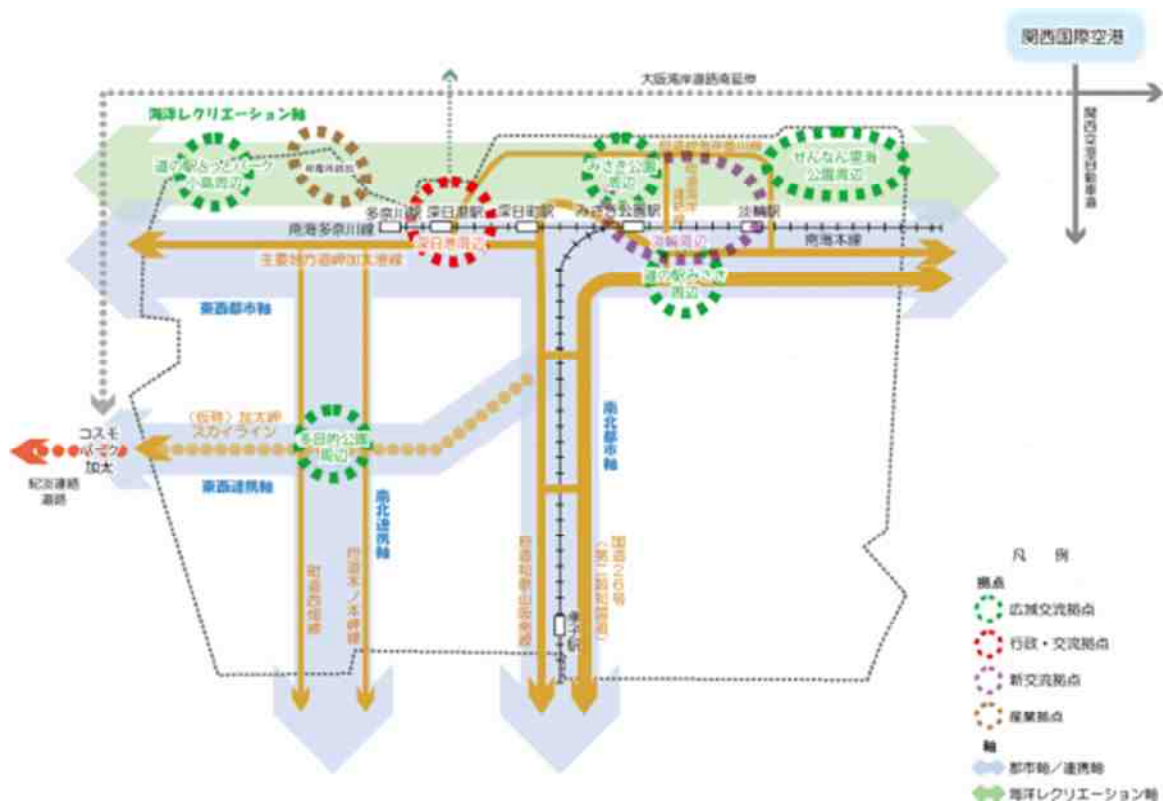 関西国際空港
大阪湾岸道路南延伸
関西空港自動車道
海洋レクリエーション軸
道の駅とっとパーク
小島周辺
みさき公園
周辺
せんなん里海
公園周辺
多奈川駅
深日港駅
深日町駅
みさき公園駅
淡輪駅
南海多奈川線
深日港周辺
淡輪周辺
南海本線
主要地方道岬加太港線
道の駅みさき
周辺
東西都市軸
南北都市軸
〈仮称〉加太岬
スカイライン
多目的公園
周辺
コスモ
パーク
加太
紀淡連絡
道路
東西連携軸
南北連携軸
国道26号
(第二阪和国道)
孝子駅
凡 例
拠点
広域交流拠点
行政・交流拠点
新交流拠点
産業拠点
軸
都市軸／連携軸
海洋レクリエーション軸